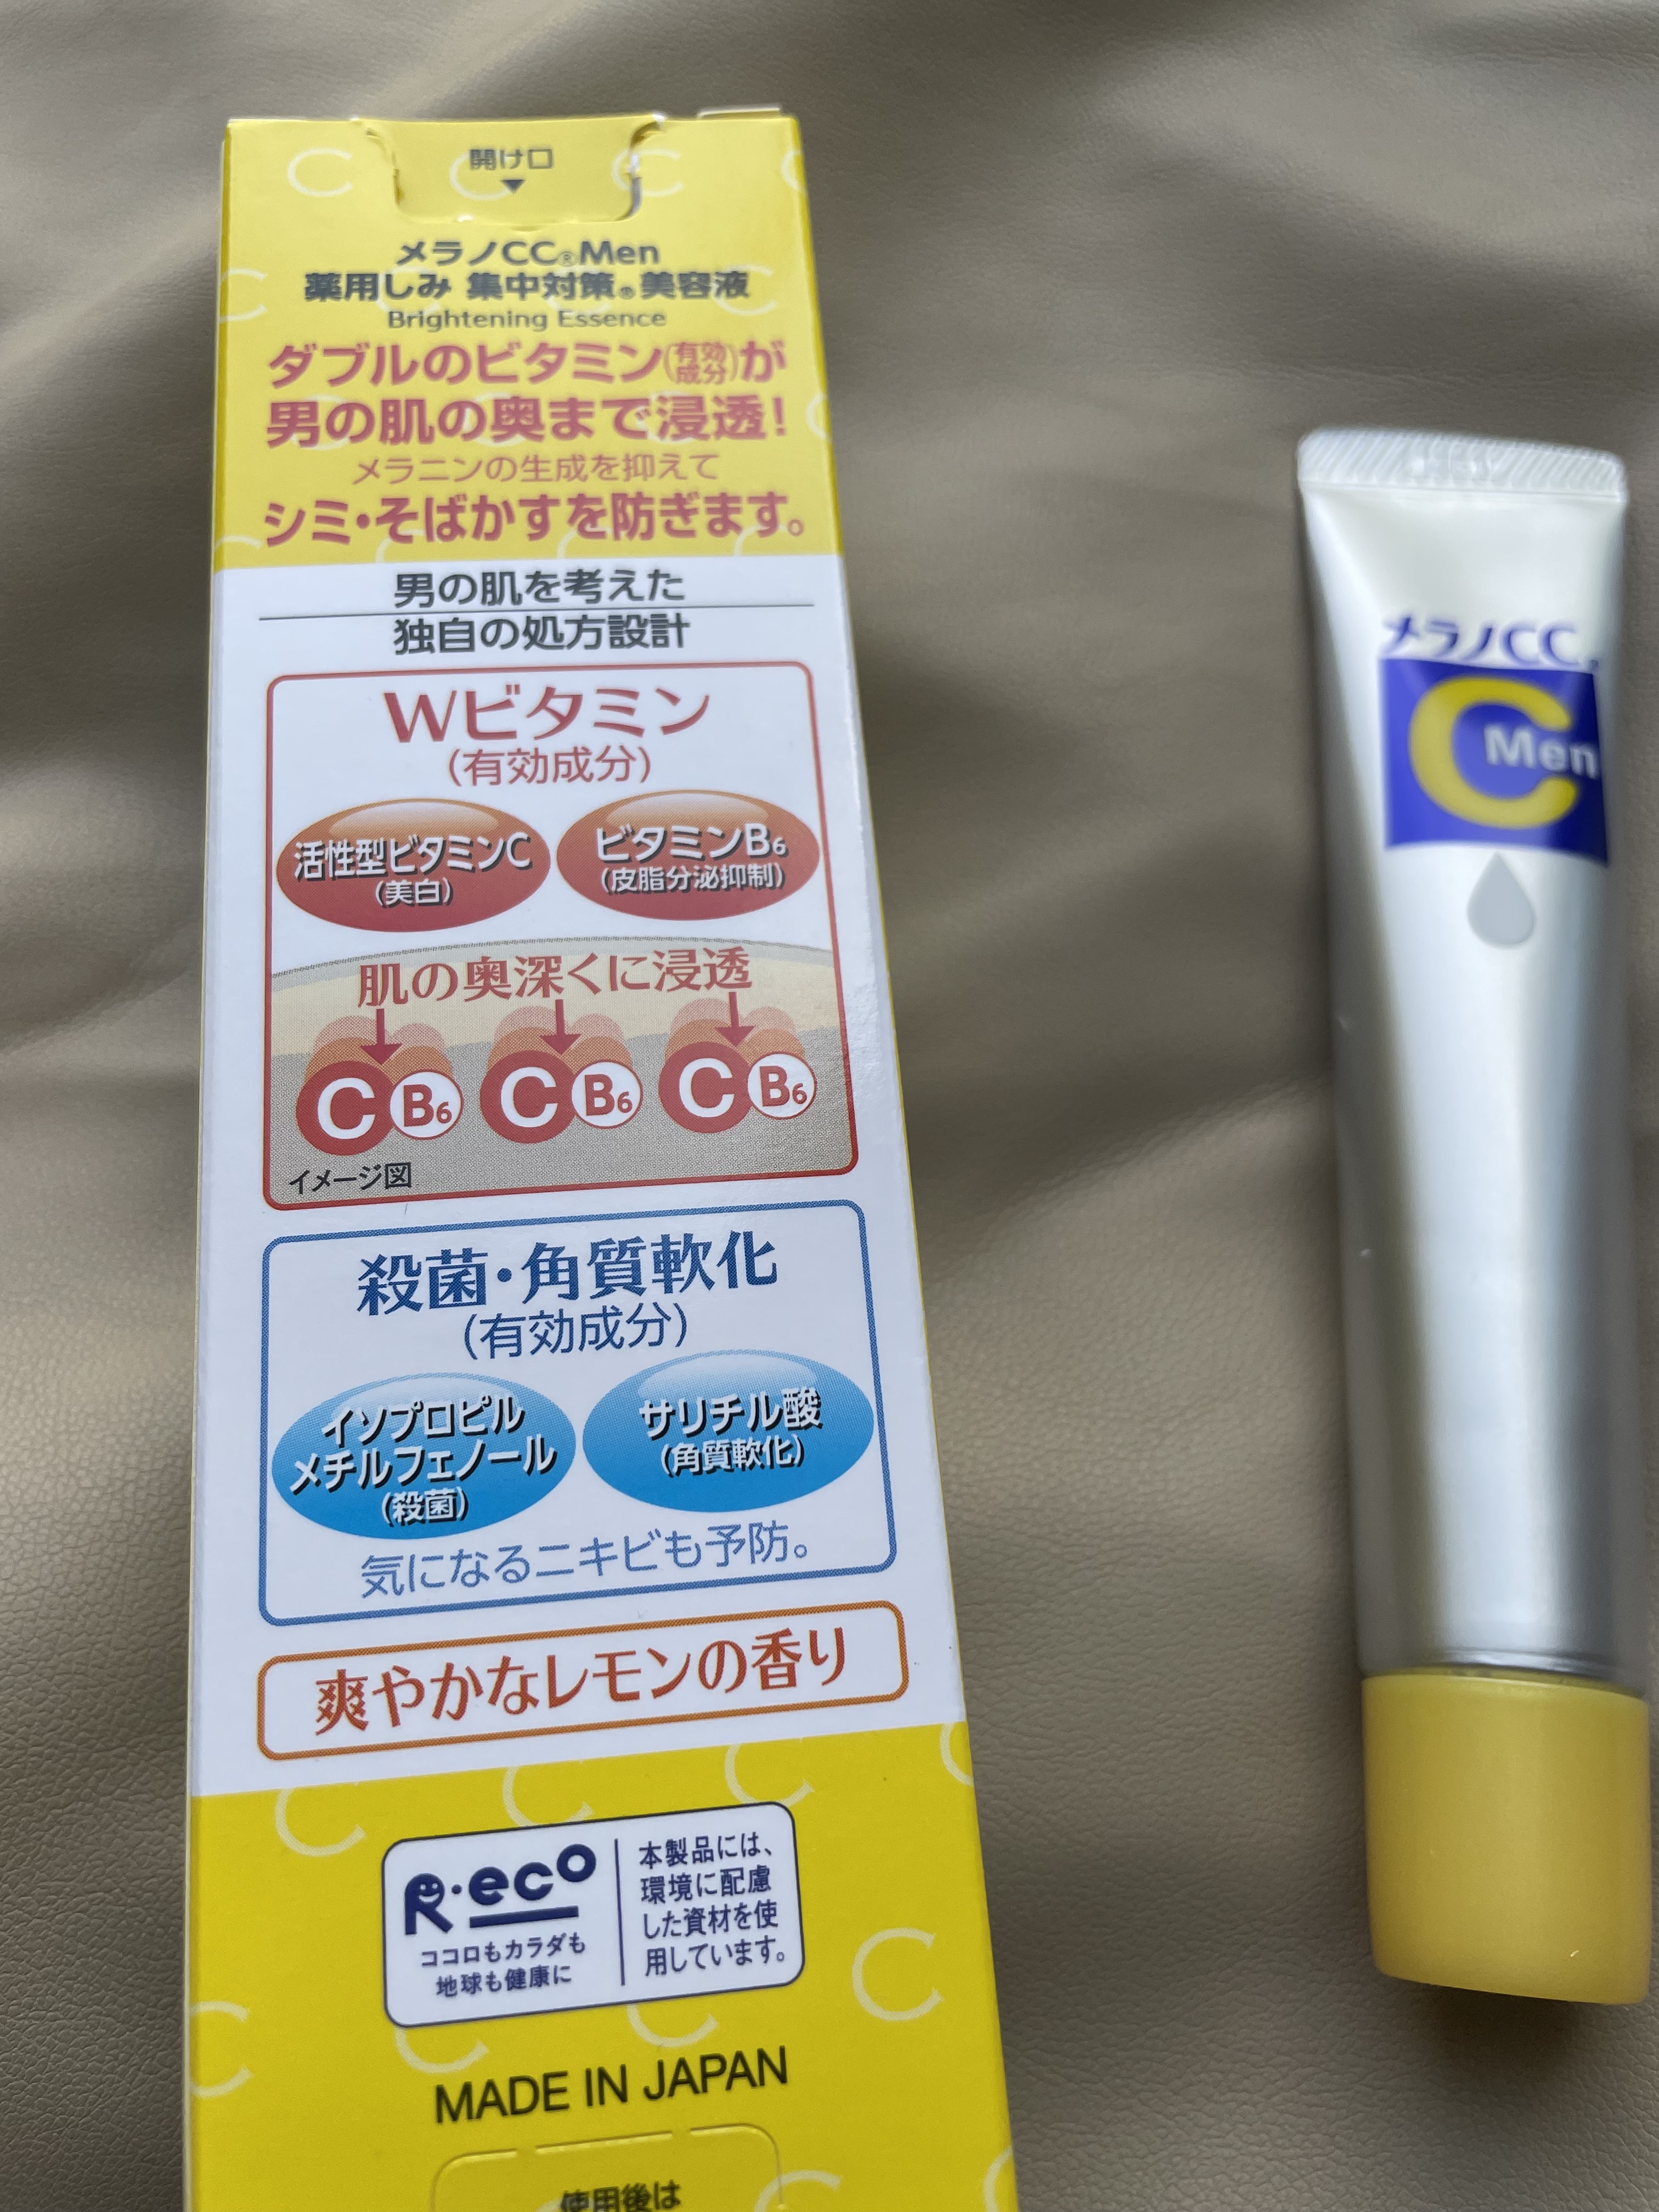 開け口
▼
メラノCC®Men
薬用しみ 集中対策®美容液
Brightening Essence
ダブルのビタミン(有効成分)が
男の肌の奥まで浸透!
メラニンの生成を抑えて
シミ・そばかすを防ぎます。
男の肌を考えた
独自の処方設計
Wビタミン
(有効成分)
活性型ビタミンC
(美白)
ビタミンB6
(皮脂分泌抑制)
肌の奥深くに浸透
C B6 C B6 C B6
イメージ図
殺菌・角質軟化
(有効成分)
イソプロピル
メチルフェノール
(殺菌)
サリチル酸
(角質軟化)
気になるニキビも予防。
爽やかなレモンの香り
R・eco
ココロもカラダも
地球も健康に
本製品には、
環境に配慮
した資材を使
用しています。
MADE IN JAPAN
使用後は
メラノCC®
C Men